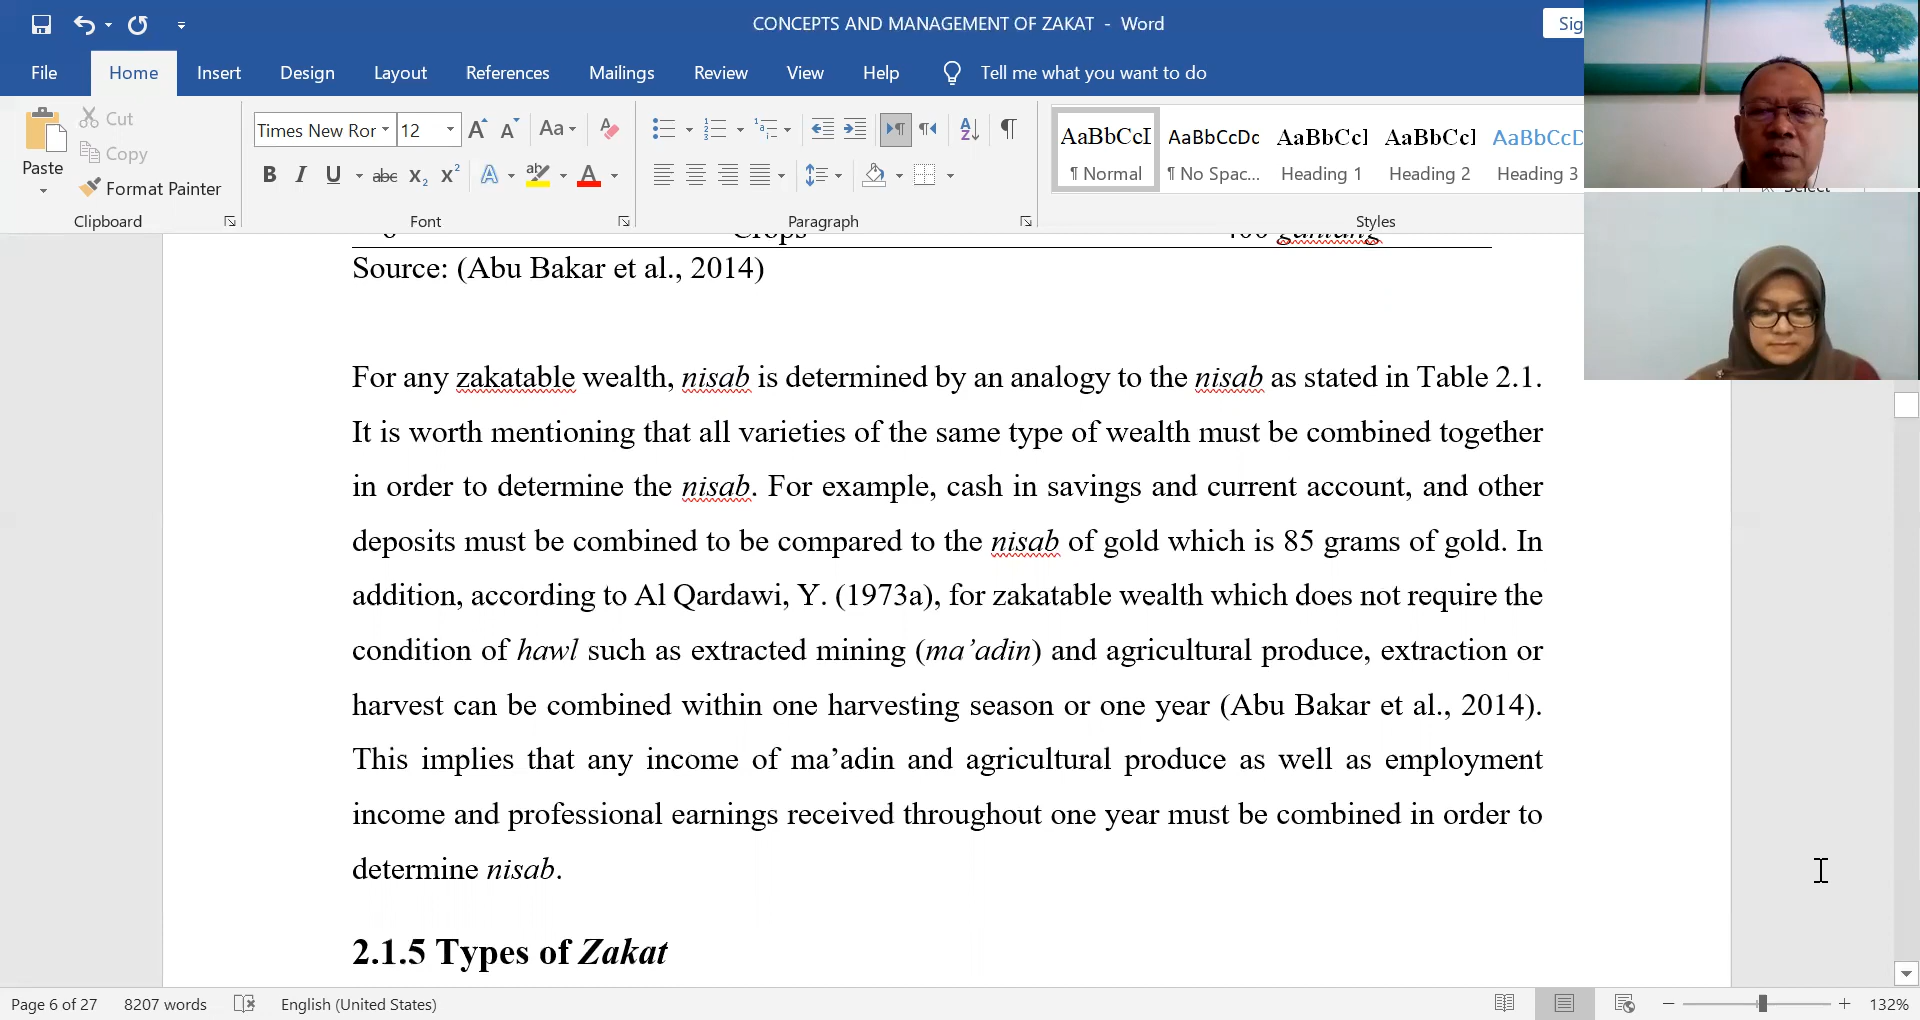 CONCEPTS AND MANAGEMENT OF ZAKAT - Word
Sig
File Home Insert Design Layout References Mailings Review View Help Tell me what you want to do
Paste
Cut
Copy
Format Painter
Clipboard
Times New Ror 12
Font
Paragraph
AaBbCcI AaBbCcDc AaBbCcI AaBbCcI AaBbCcD
¶ Normal ¶ No Spac... Heading 1 Heading 2 Heading 3
Styles
Select
Crops 400 gantang
Source: (Abu Bakar et al., 2014)
For any zakatable wealth, nisab is determined by an analogy to the nisab as stated in Table 2.1.
It is worth mentioning that all varieties of the same type of wealth must be combined together
in order to determine the nisab. For example, cash in savings and current account, and other
deposits must be combined to be compared to the nisab of gold which is 85 grams of gold. In
addition, according to Al Qardawi, Y. (1973a), for zakatable wealth which does not require the
condition of hawl such as extracted mining (ma’adin) and agricultural produce, extraction or
harvest can be combined within one harvesting season or one year (Abu Bakar et al., 2014).
This implies that any income of ma’adin and agricultural produce as well as employment
income and professional earnings received throughout one year must be combined in order to
determine nisab.
2.1.5 Types of Zakat
Page 6 of 27 8207 words English (United States) 132%